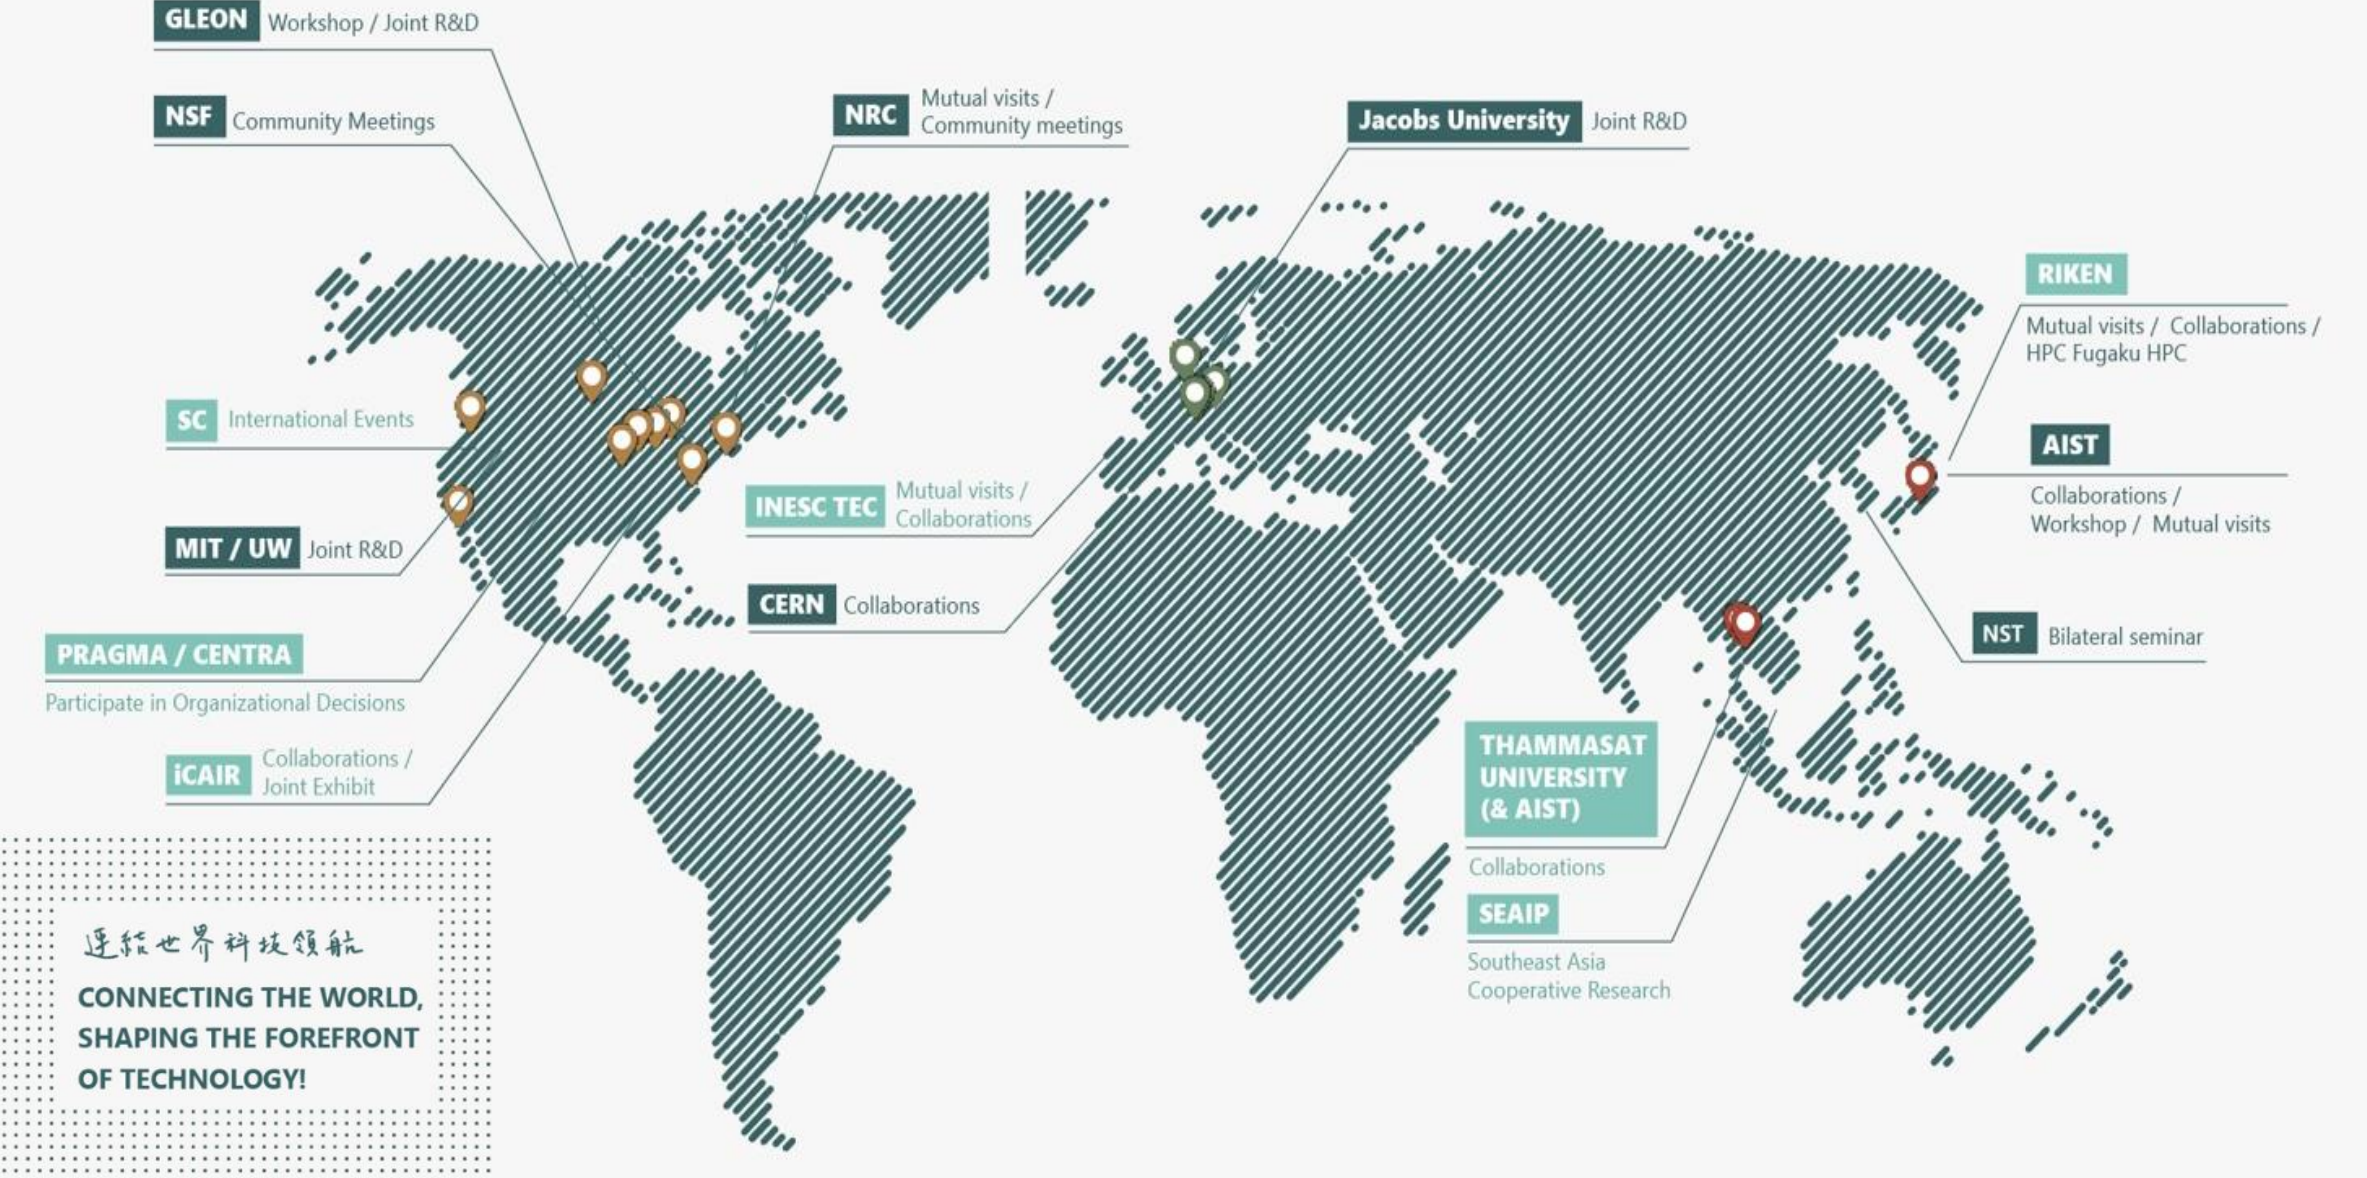 GLEON Workshop / Joint R&D
NSF Community Meetings
NRC Mutual visits /
Community meetings
Jacobs University Joint R&D
RIKEN
Mutual visits / Collaborations /
HPC Fugaku HPC
SC International Events
AIST
Collaborations /
Workshop / Mutual visits
INESC TEC Mutual visits /
Collaborations
MIT / UW Joint R&D
CERN Collaborations
NST Bilateral seminar
PRAGMA / CENTRA
Participate in Organizational Decisions
iCAIR Collaborations /
Joint Exhibit
THAMMASAT
UNIVERSITY
(& AIST)
Collaborations
SEAIP
Southeast Asia
Cooperative Research
連結世界科技領航
CONNECTING THE WORLD,
SHAPING THE FOREFRONT
OF TECHNOLOGY!